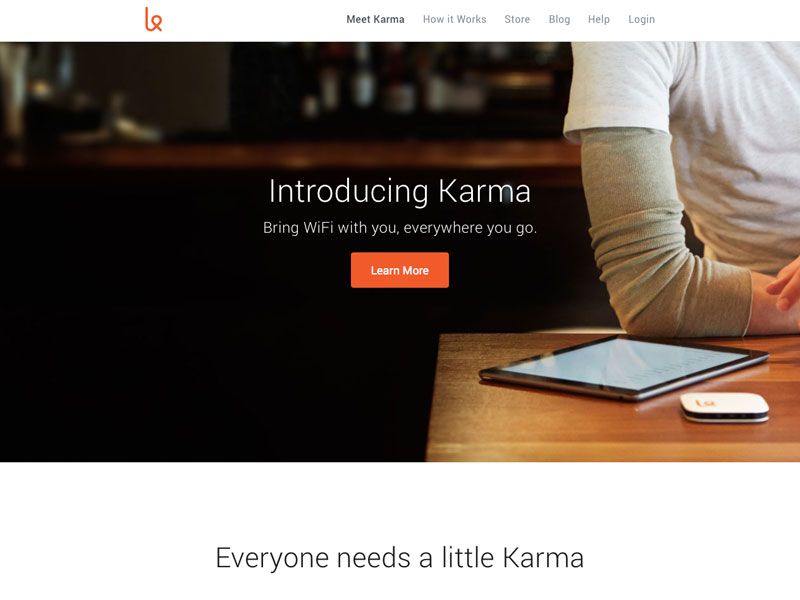 Meet Karma How it Works Store Blog Help Login
Introducing Karma
Bring WiFi with you, everywhere you go.
Learn More
Everyone needs a little Karma